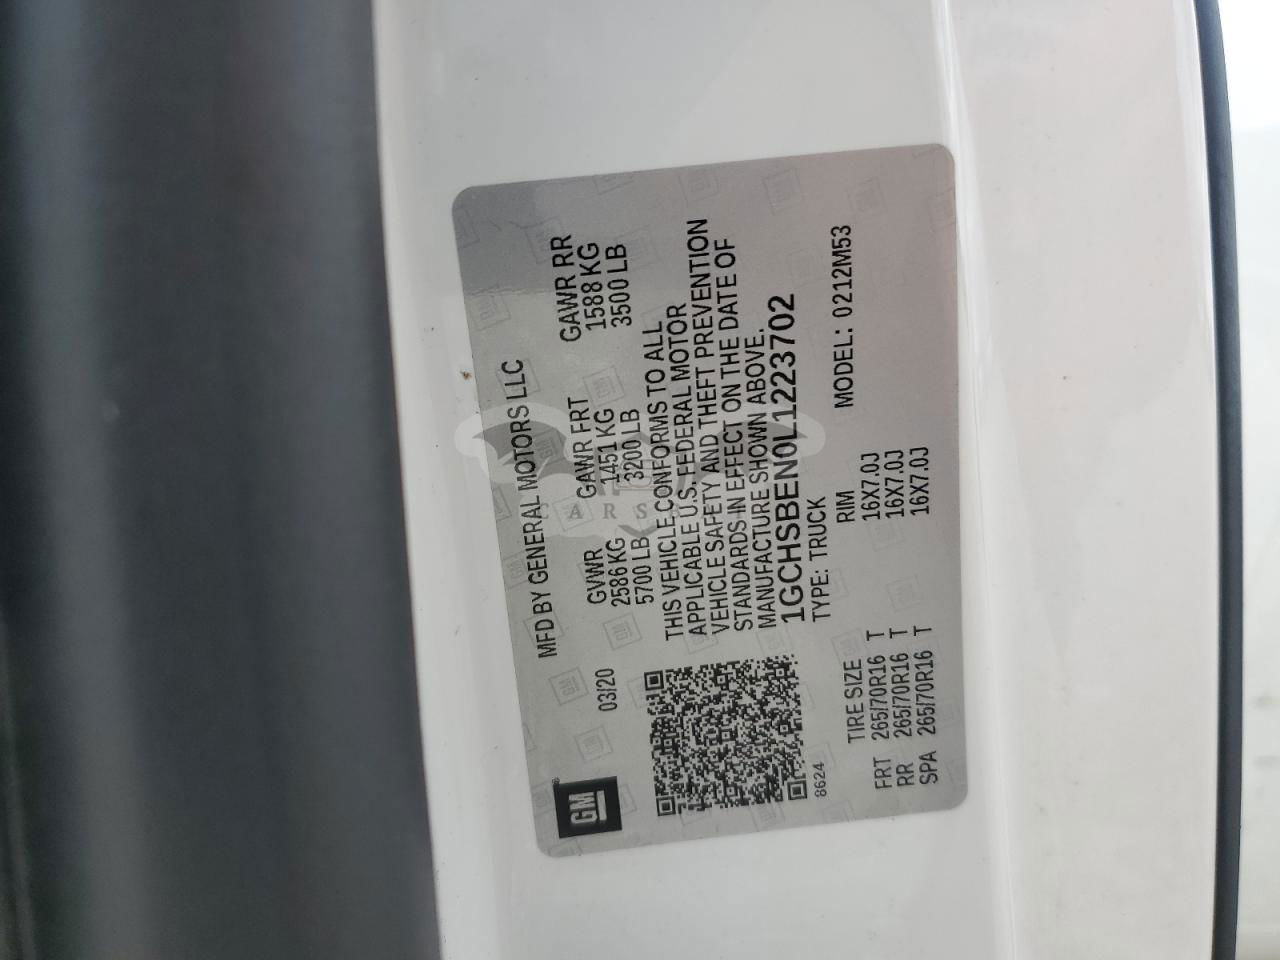 GM
MFD BY GENERAL MOTORS LLC
03/20
GVWR GAWR FRT GAWR RR
2586 KG 1451 KG 1588 KG
5700 LB 3200 LB 3500 LB
THIS VEHICLE CONFORMS TO ALL
APPLICABLE U.S. FEDERAL MOTOR
VEHICLE SAFETY AND THEFT PREVENTION
STANDARDS IN EFFECT ON THE DATE OF
MANUFACTURE SHOWN ABOVE.
1GCHSBEN0L1223702
8624 TYPE: TRUCK MODEL: 0212M53
TIRE SIZE RIM
FRT 265/70R16 T 16X7.0J
RR 265/70R16 T 16X7.0J
SPA 265/70R16 T 16X7.0J